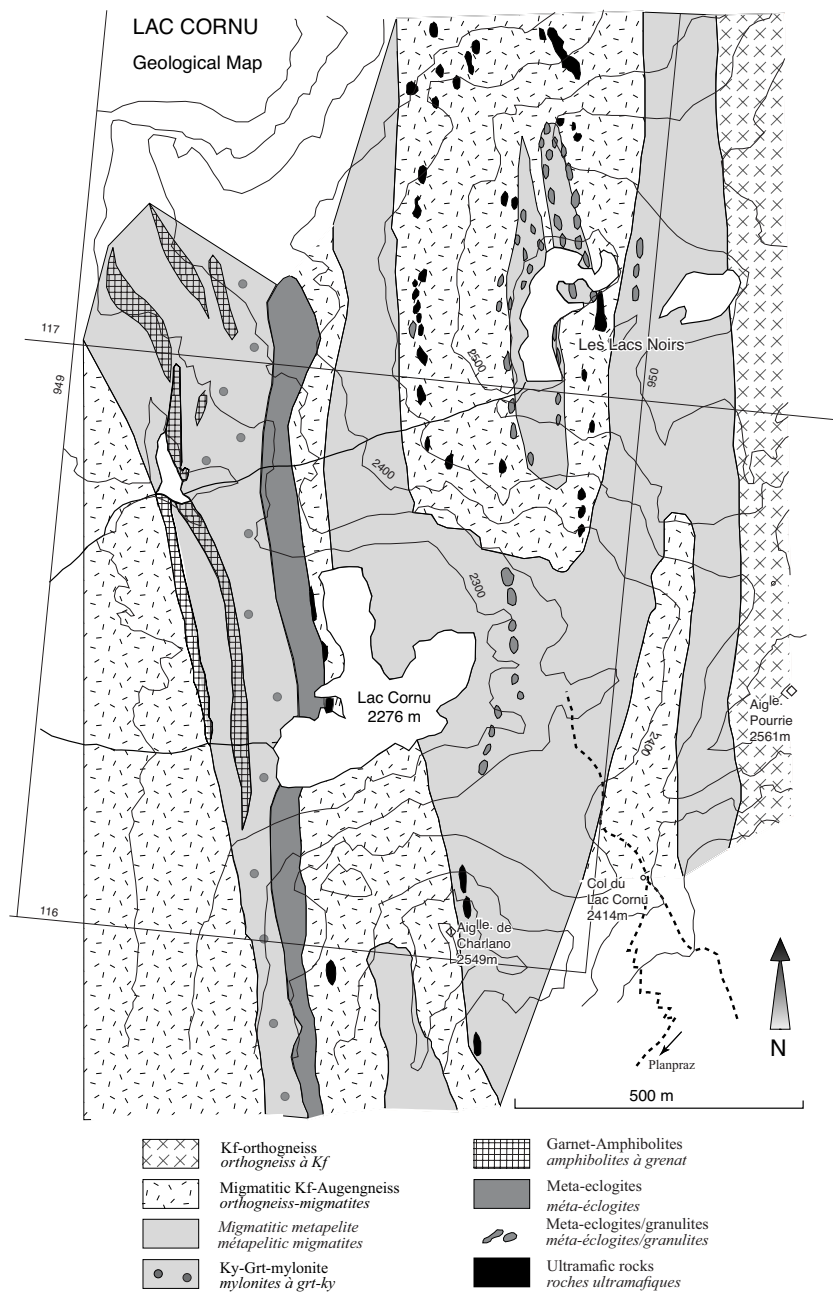 LAC CORNU
Geological Map
117
949
2500
Les Lacs Noirs
950
2400
2300
Lac Cornu
2276 m
Aigle.
Pourrie
2561m
2400
Col du
Lac Cornu
2414m
116
Aiglle. de
Charlano
2549m
N
Planpraz
500 m
Kf-orthogneiss
orthogneiss à Kf
Migmatitic Kf-Augengneiss
orthogneiss-migmatites
Migmatitic metapelite
métapelitic migmatites
Ky-Grt-mylonite
mylonites à grt-ky
Garnet-Amphibolites
amphibolites à grenat
Meta-eclogites
méta-éclogites
Meta-eclogites/granulites
méta-éclogites/granulites
Ultramafic rocks
roches ultramafiques